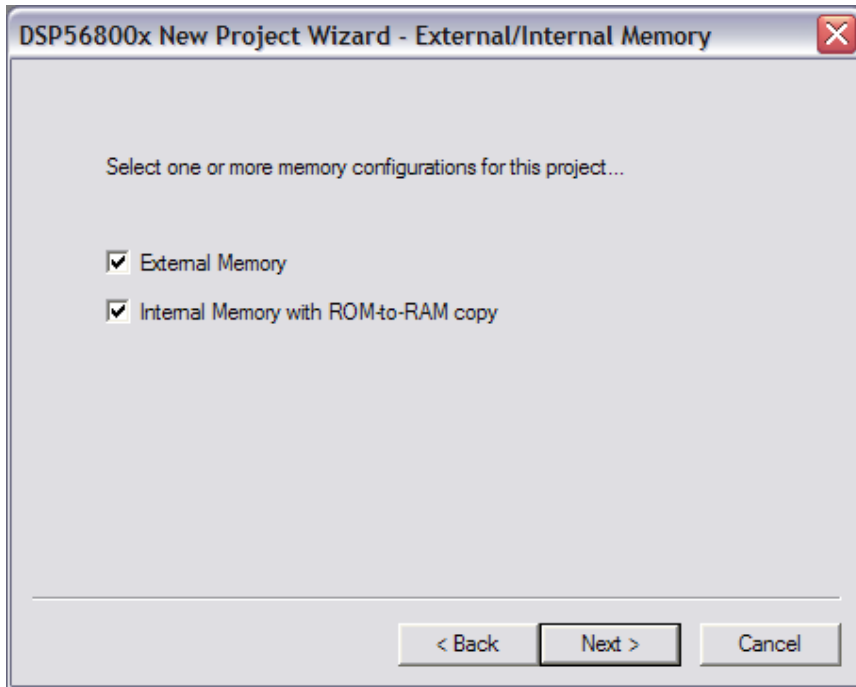 DSP56800x New Project Wizard - External/Internal Memory
Select one or more memory configurations for this project...
External Memory
Internal Memory with ROM-to-RAM copy
< Back Next > Cancel